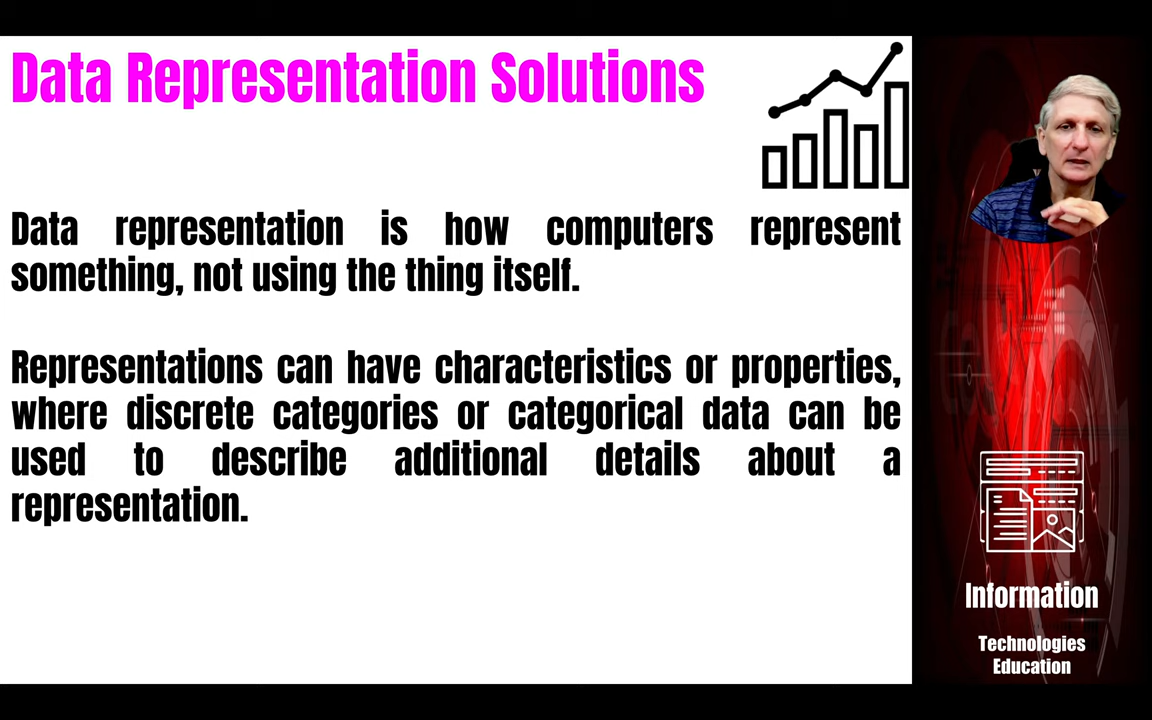 Data Representation Solutions
Data representation is how computers represent
something, not using the thing itself.
Representations can have characteristics or properties,
where discrete categories or categorical data can be
used to describe additional details about a
representation.
Information
Technologies
Education